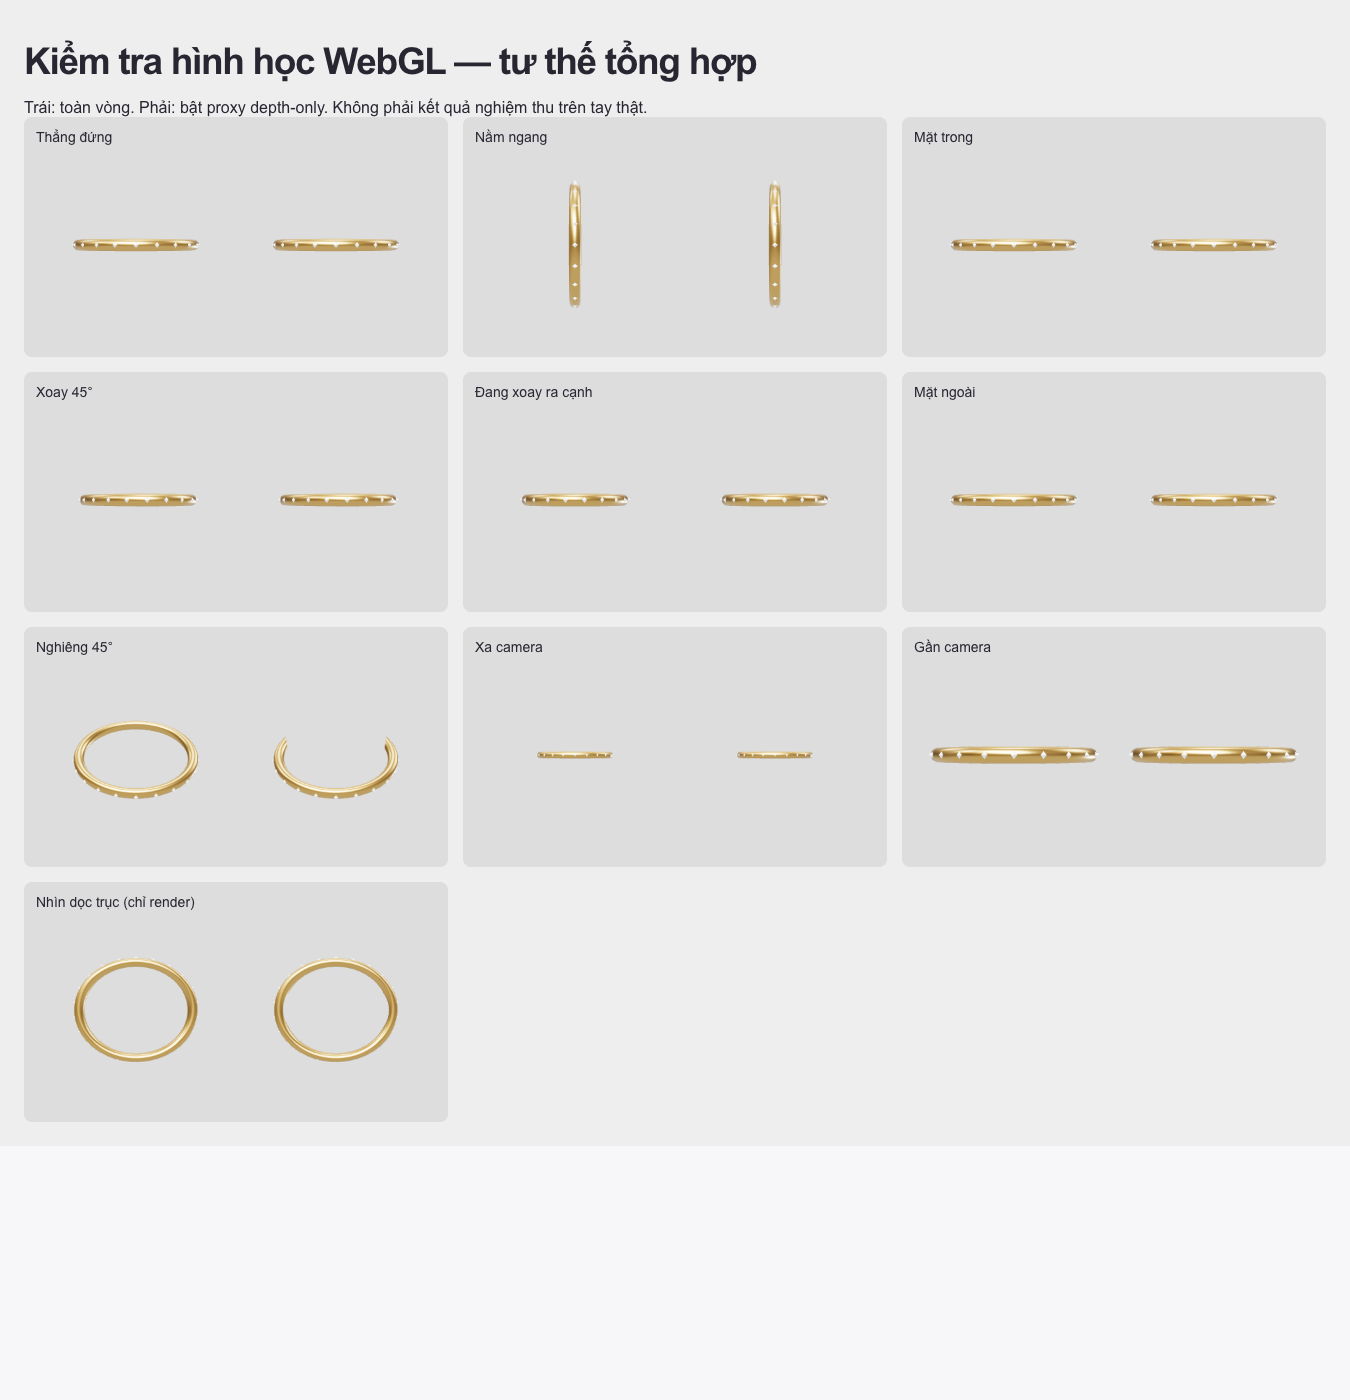 Kiểm tra hình học WebGL — tư thế tổng hợp
Trái: toàn vòng. Phải: bật proxy depth-only. Không phải kết quả nghiệm thu trên tay thật.
Thẳng đứng
Nằm ngang
Mặt trong
Xoay 45°
Đang xoay ra cạnh
Mặt ngoài
Nghiêng 45°
Xa camera
Gần camera
Nhìn dọc trục (chỉ render)